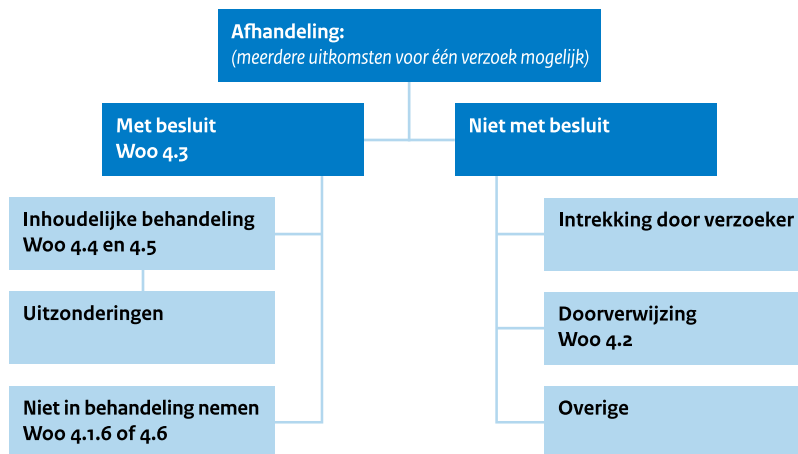 Afhandeling:
(meerdere uitkomsten voor één verzoek mogelijk)
Met besluit
Woo 4.3
Niet met besluit
Inhoudelijke behandeling
Woo 4.4 en 4.5
Uitzonderingen
Niet in behandeling nemen
Woo 4.1.6 of 4.6
Intrekking door verzoeker
Doorverwijzing
Woo 4.2
Overige